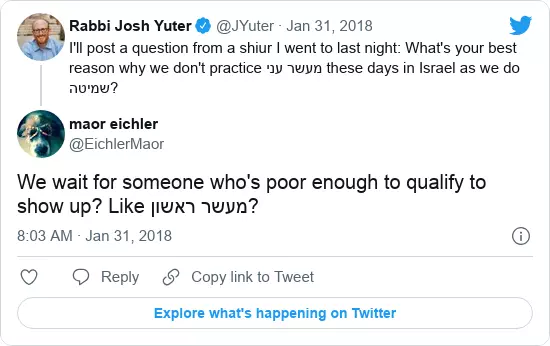 Rabbi Josh Yuter @JYuter · Jan 31, 2018
I'll post a question from a shiur I went to last night: What's your best
reason why we don't practice מעשר עני these days in Israel as we do
שמיטה?
maor eichler
@EichlerMaor
We wait for someone who's poor enough to qualify to
show up? Like מעשר ראשון?
8:03 AM · Jan 31, 2018
Reply Copy link to Tweet
Explore what's happening on Twitter